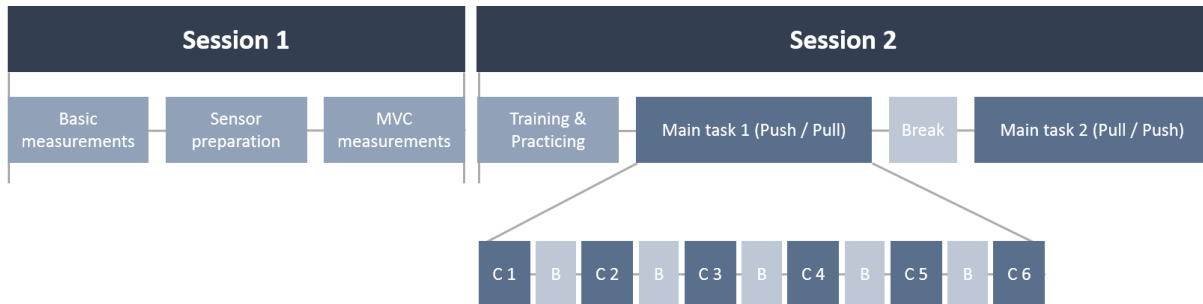 Session 1
Session 2
Basic
measurements
Sensor
preparation
MVC
measurements
Training &
Practicing
Main task 1 (Push / Pull)
Break
Main task 2 (Pull / Push)
C 1
B
C 2
B
C 3
B
C 4
B
C 5
B
C 6